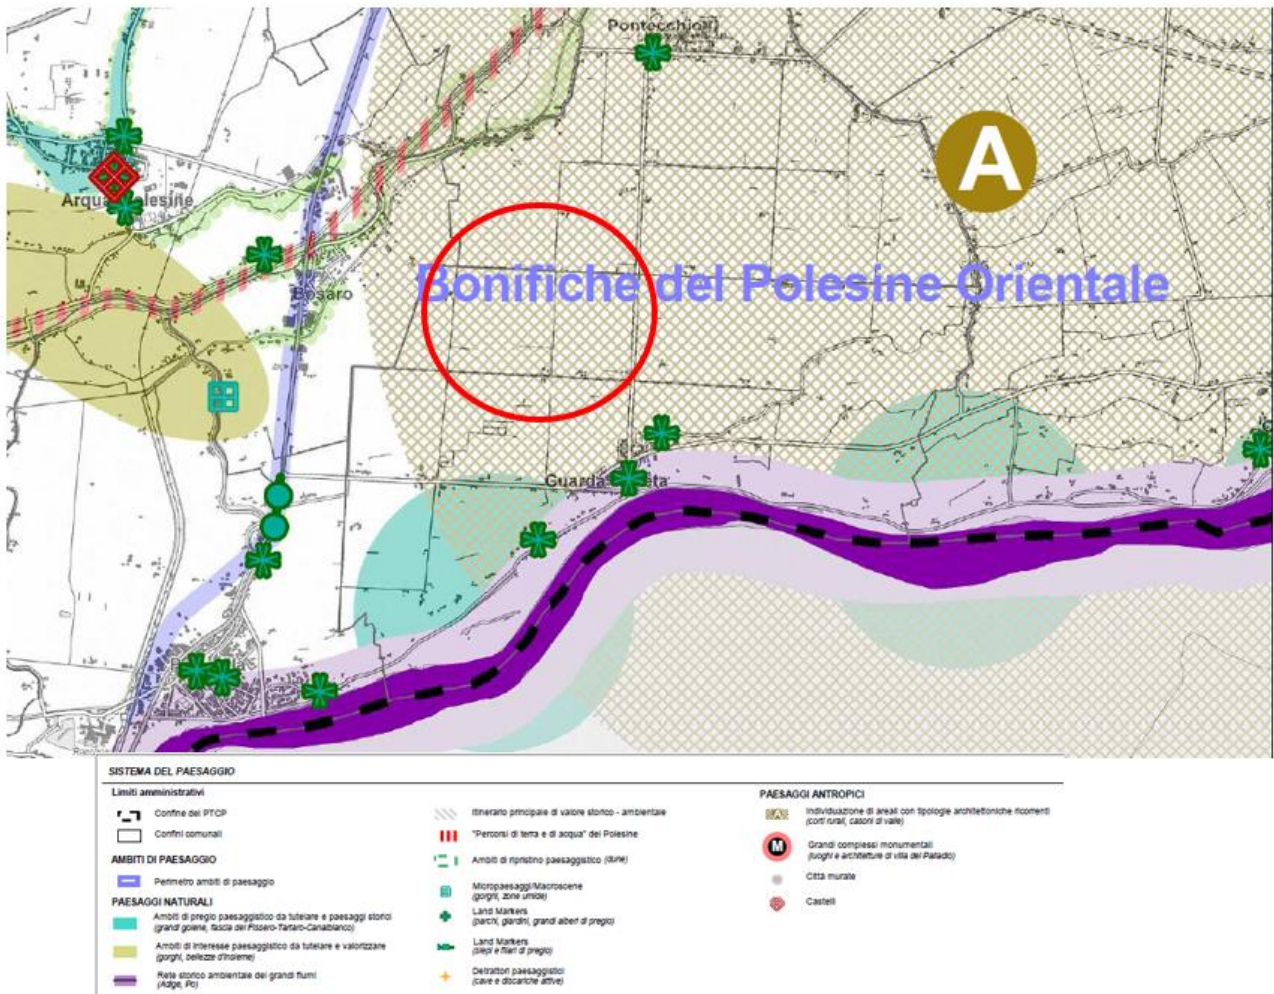 Pontecchio
A
Arquà Polesine
Bosaro
Bonifiche del Polesine Orientale
Guarda Veneta
SISTEMA DEL PAESAGGIO
Limiti amministrativi
Confine del PTCP
Confini comunali
AMBITI DI PAESAGGIO
Perimetro ambiti di paesaggio
PAESAGGI NATURALI
Ambiti di pregio paesaggistico da tutelare e paesaggi storici
(grandi golene, fascia del Fissero-Tartaro-Canalbianco)
Ambiti di interesse paesaggistico da tutelare e valorizzare
(gorghi, bellezze d'insieme)
Rete storico ambientale dei grandi fiumi
(Adige, Po)
Itinerario principale di valore storico - ambientale
"Percorsi di terra e di acqua" del Polesine
Ambiti di ripristino paesaggistico (dune)
Micropaesaggi/Macroscene
(gorghi, zone umide)
Land Markers
(parchi, giardini, grandi alberi di pregio)
Land Markers
(siepi e filari di pregio)
Detrattori paesaggistici
(cave e discariche attive)
PAESAGGI ANTROPICI
A
Individuazione di areali con tipologie architettoniche ricorrenti
(corti rurali, casoni di valle)
M
Grandi complessi monumentali
(luoghi e architetture di villa del Palladio)
Città murate
Castelli